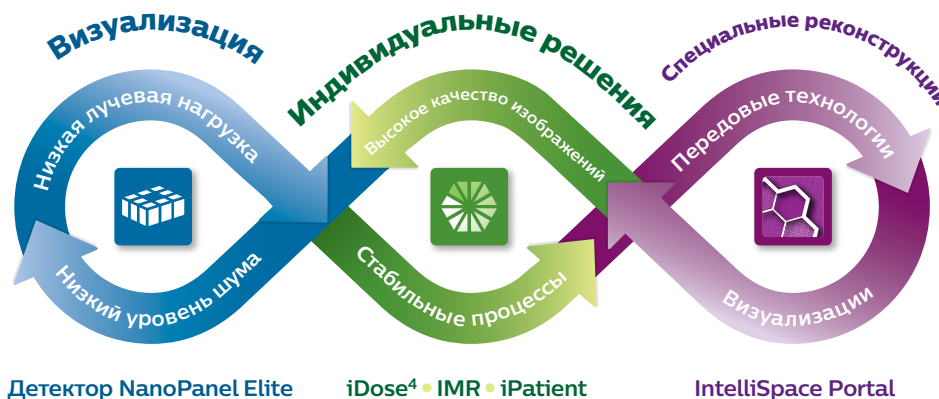 Визуализация
Индивидуальные решения
Специальные реконструкции
Низкая лучевая нагрузка
Высокое качество изображений
Передовые технологии
Низкий уровень шума
Стабильные процессы
Визуализации
Детектор NanoPanel Elite
iDose⁴ • IMR • iPatient
IntelliSpace Portal